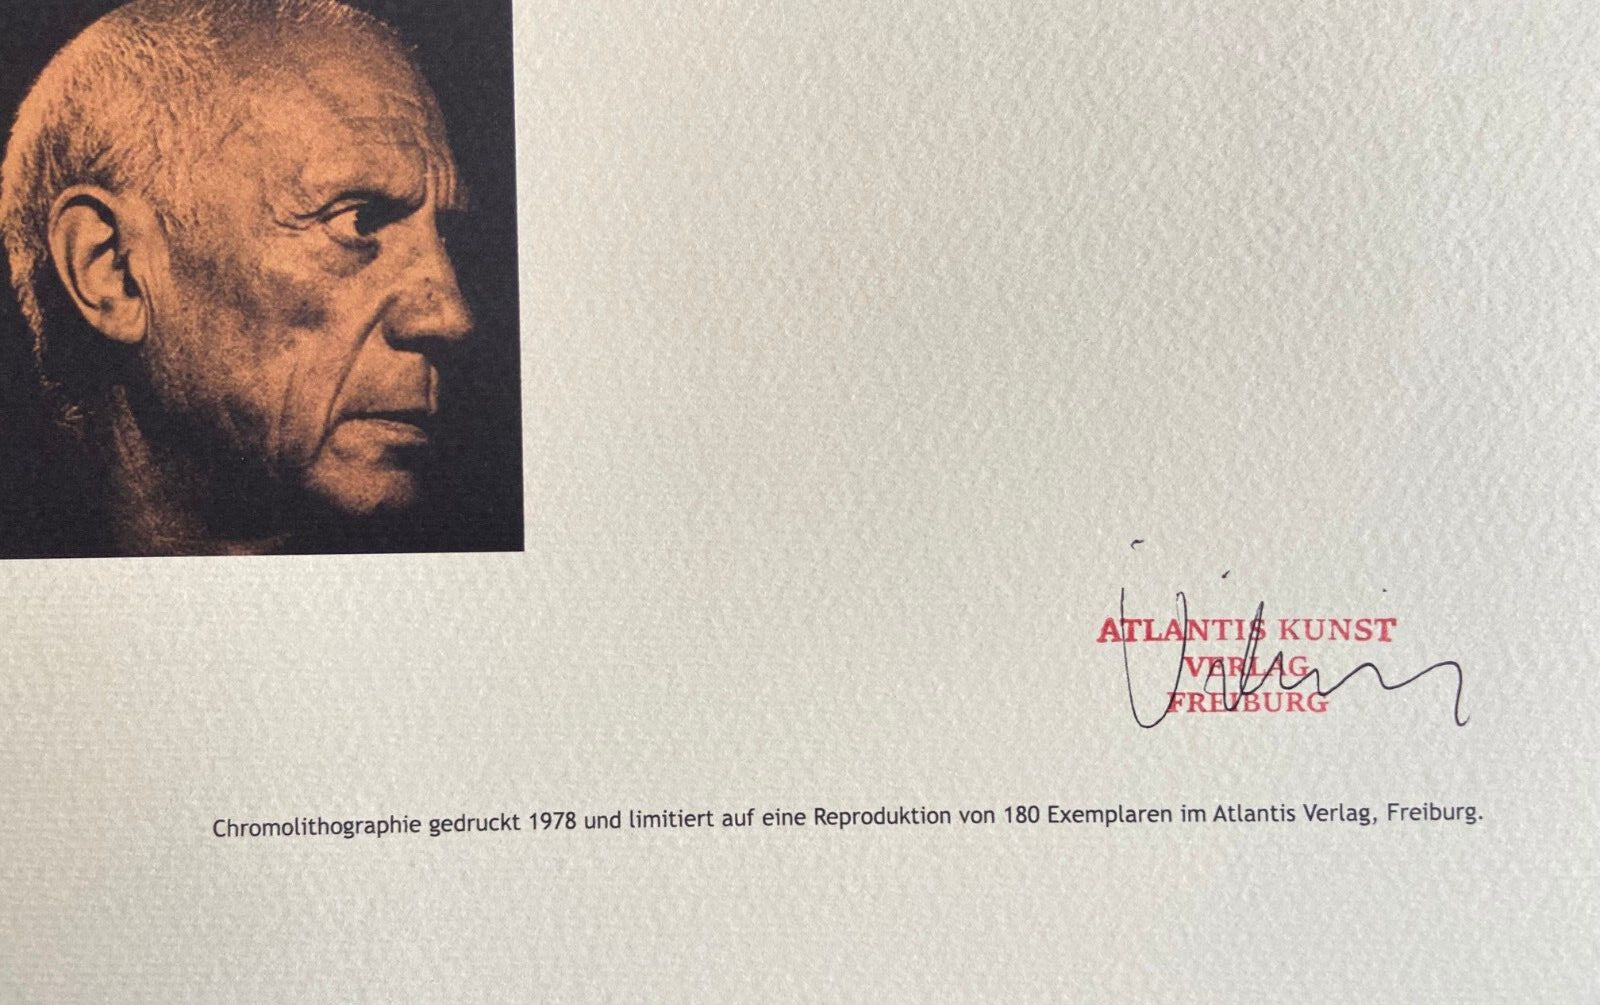 ATLANTIS KUNST
VERLAG
FREIBURG
Chromolithographie gedruckt 1978 und limitiert auf eine Reproduktion von 180 Exemplaren im Atlantis Verlag, Freiburg.